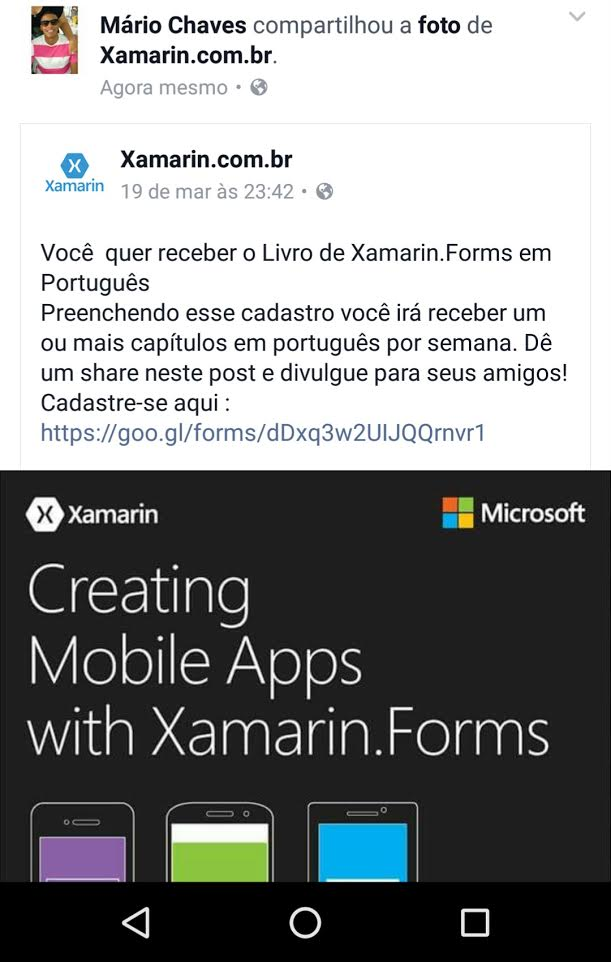 Mário Chaves compartilhou a foto de
Xamarin.com.br.
Agora mesmo •
Xamarin
Xamarin.com.br
19 de mar às 23:42 •
Você  quer receber o Livro de Xamarin.Forms em
Português
Preenchendo esse cadastro você irá receber um
ou mais capítulos em português por semana. Dê
um share neste post e divulgue para seus amigos!
Cadastre-se aqui :
https://goo.gl/forms/dDxq3w2UIJQQrnvr1
Xamarin
Microsoft
Creating
Mobile Apps
with Xamarin.Forms